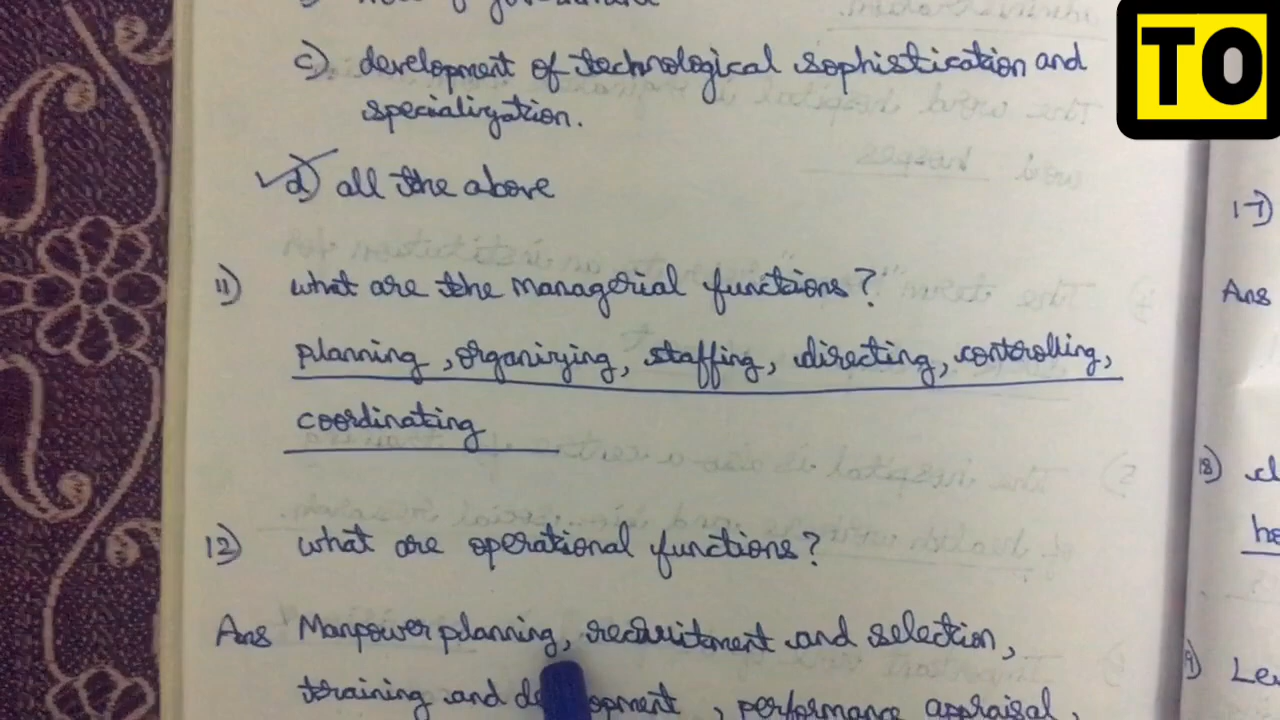 c) development of technological sophistication and
specialization.
d) all the above
11) what are the managerial functions?
planning, organizing, staffing, directing, controlling,
coordinating
12) what are operational functions?
Ans Manpower planning, recruitment and selection,
training and development, performance appraisal,
TO
17)
Ans
18)
19)